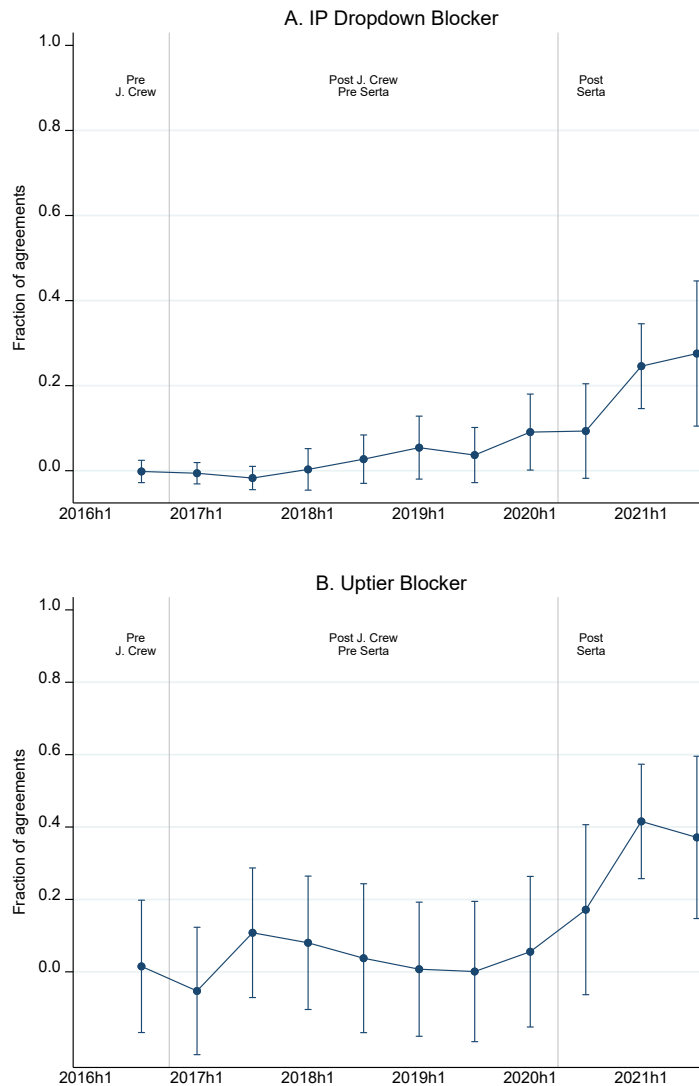 A. IP Dropdown Blocker
1.0
Pre
J. Crew
Post J. Crew
Pre Serta
Post
Serta
0.8
0.6
0.4
0.2
0.0
Fraction of agreements
2016h1 2017h1 2018h1 2019h1 2020h1 2021h1
B. Uptier Blocker
1.0
Pre
J. Crew
Post J. Crew
Pre Serta
Post
Serta
0.8
0.6
0.4
0.2
0.0
Fraction of agreements
2016h1 2017h1 2018h1 2019h1 2020h1 2021h1